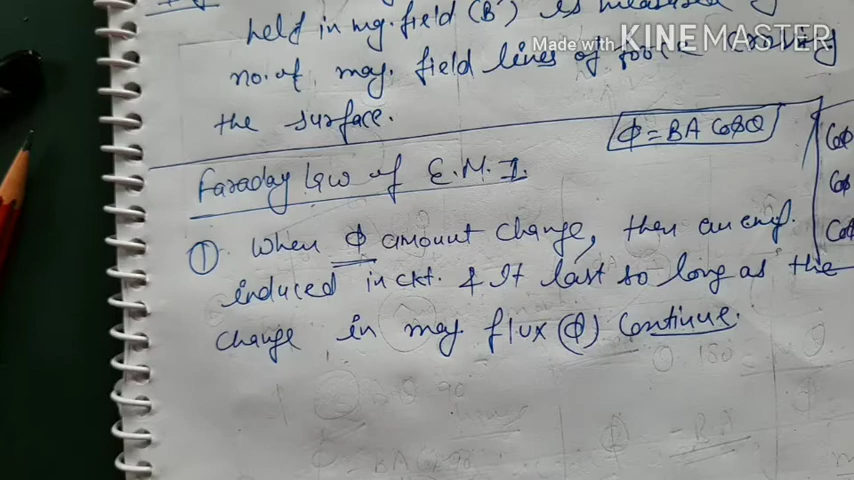 held in mg. field (B) is measured
Made with KINEMASTER
no. of mag. field lines of force crossing
the surface.
Φ = BA Cosθ
Faraday law of E.M.I.
① When Φ amount change, then an emf.
induced in ckt. & It last so long as the
change in mag. flux (Φ) Continue.